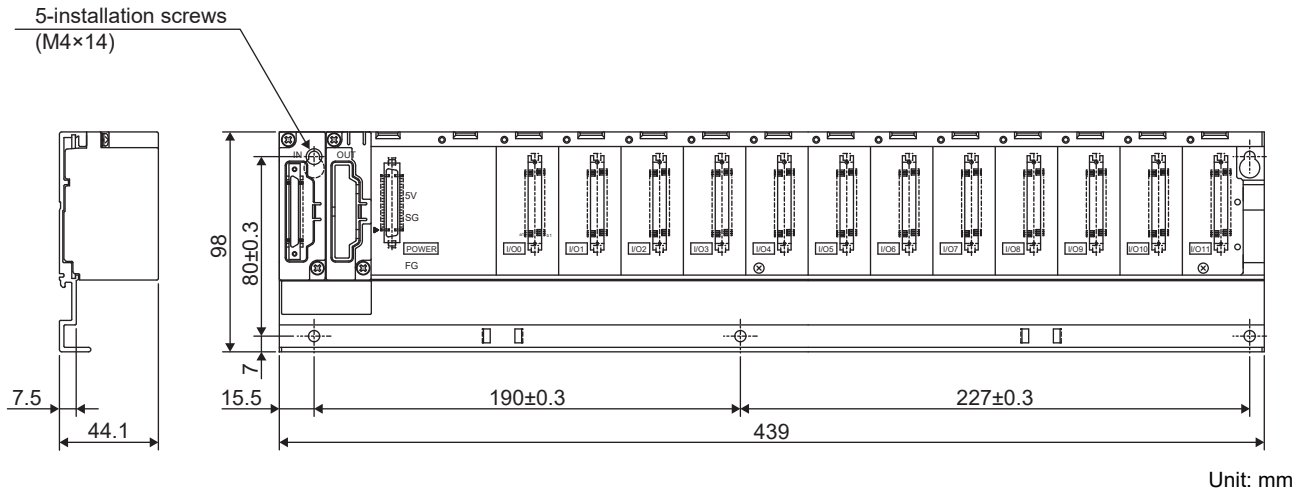 5-installation screws
(M4×14)
IN
OUT
5V
SG
POWER
FG
I/O0
I/O1
I/O2
I/O3
I/O4
I/O5
I/O6
I/O7
I/O8
I/O9
I/O10
I/O11
98
80±0.3
7
7.5
44.1
15.5
190±0.3
227±0.3
439
Unit: mm